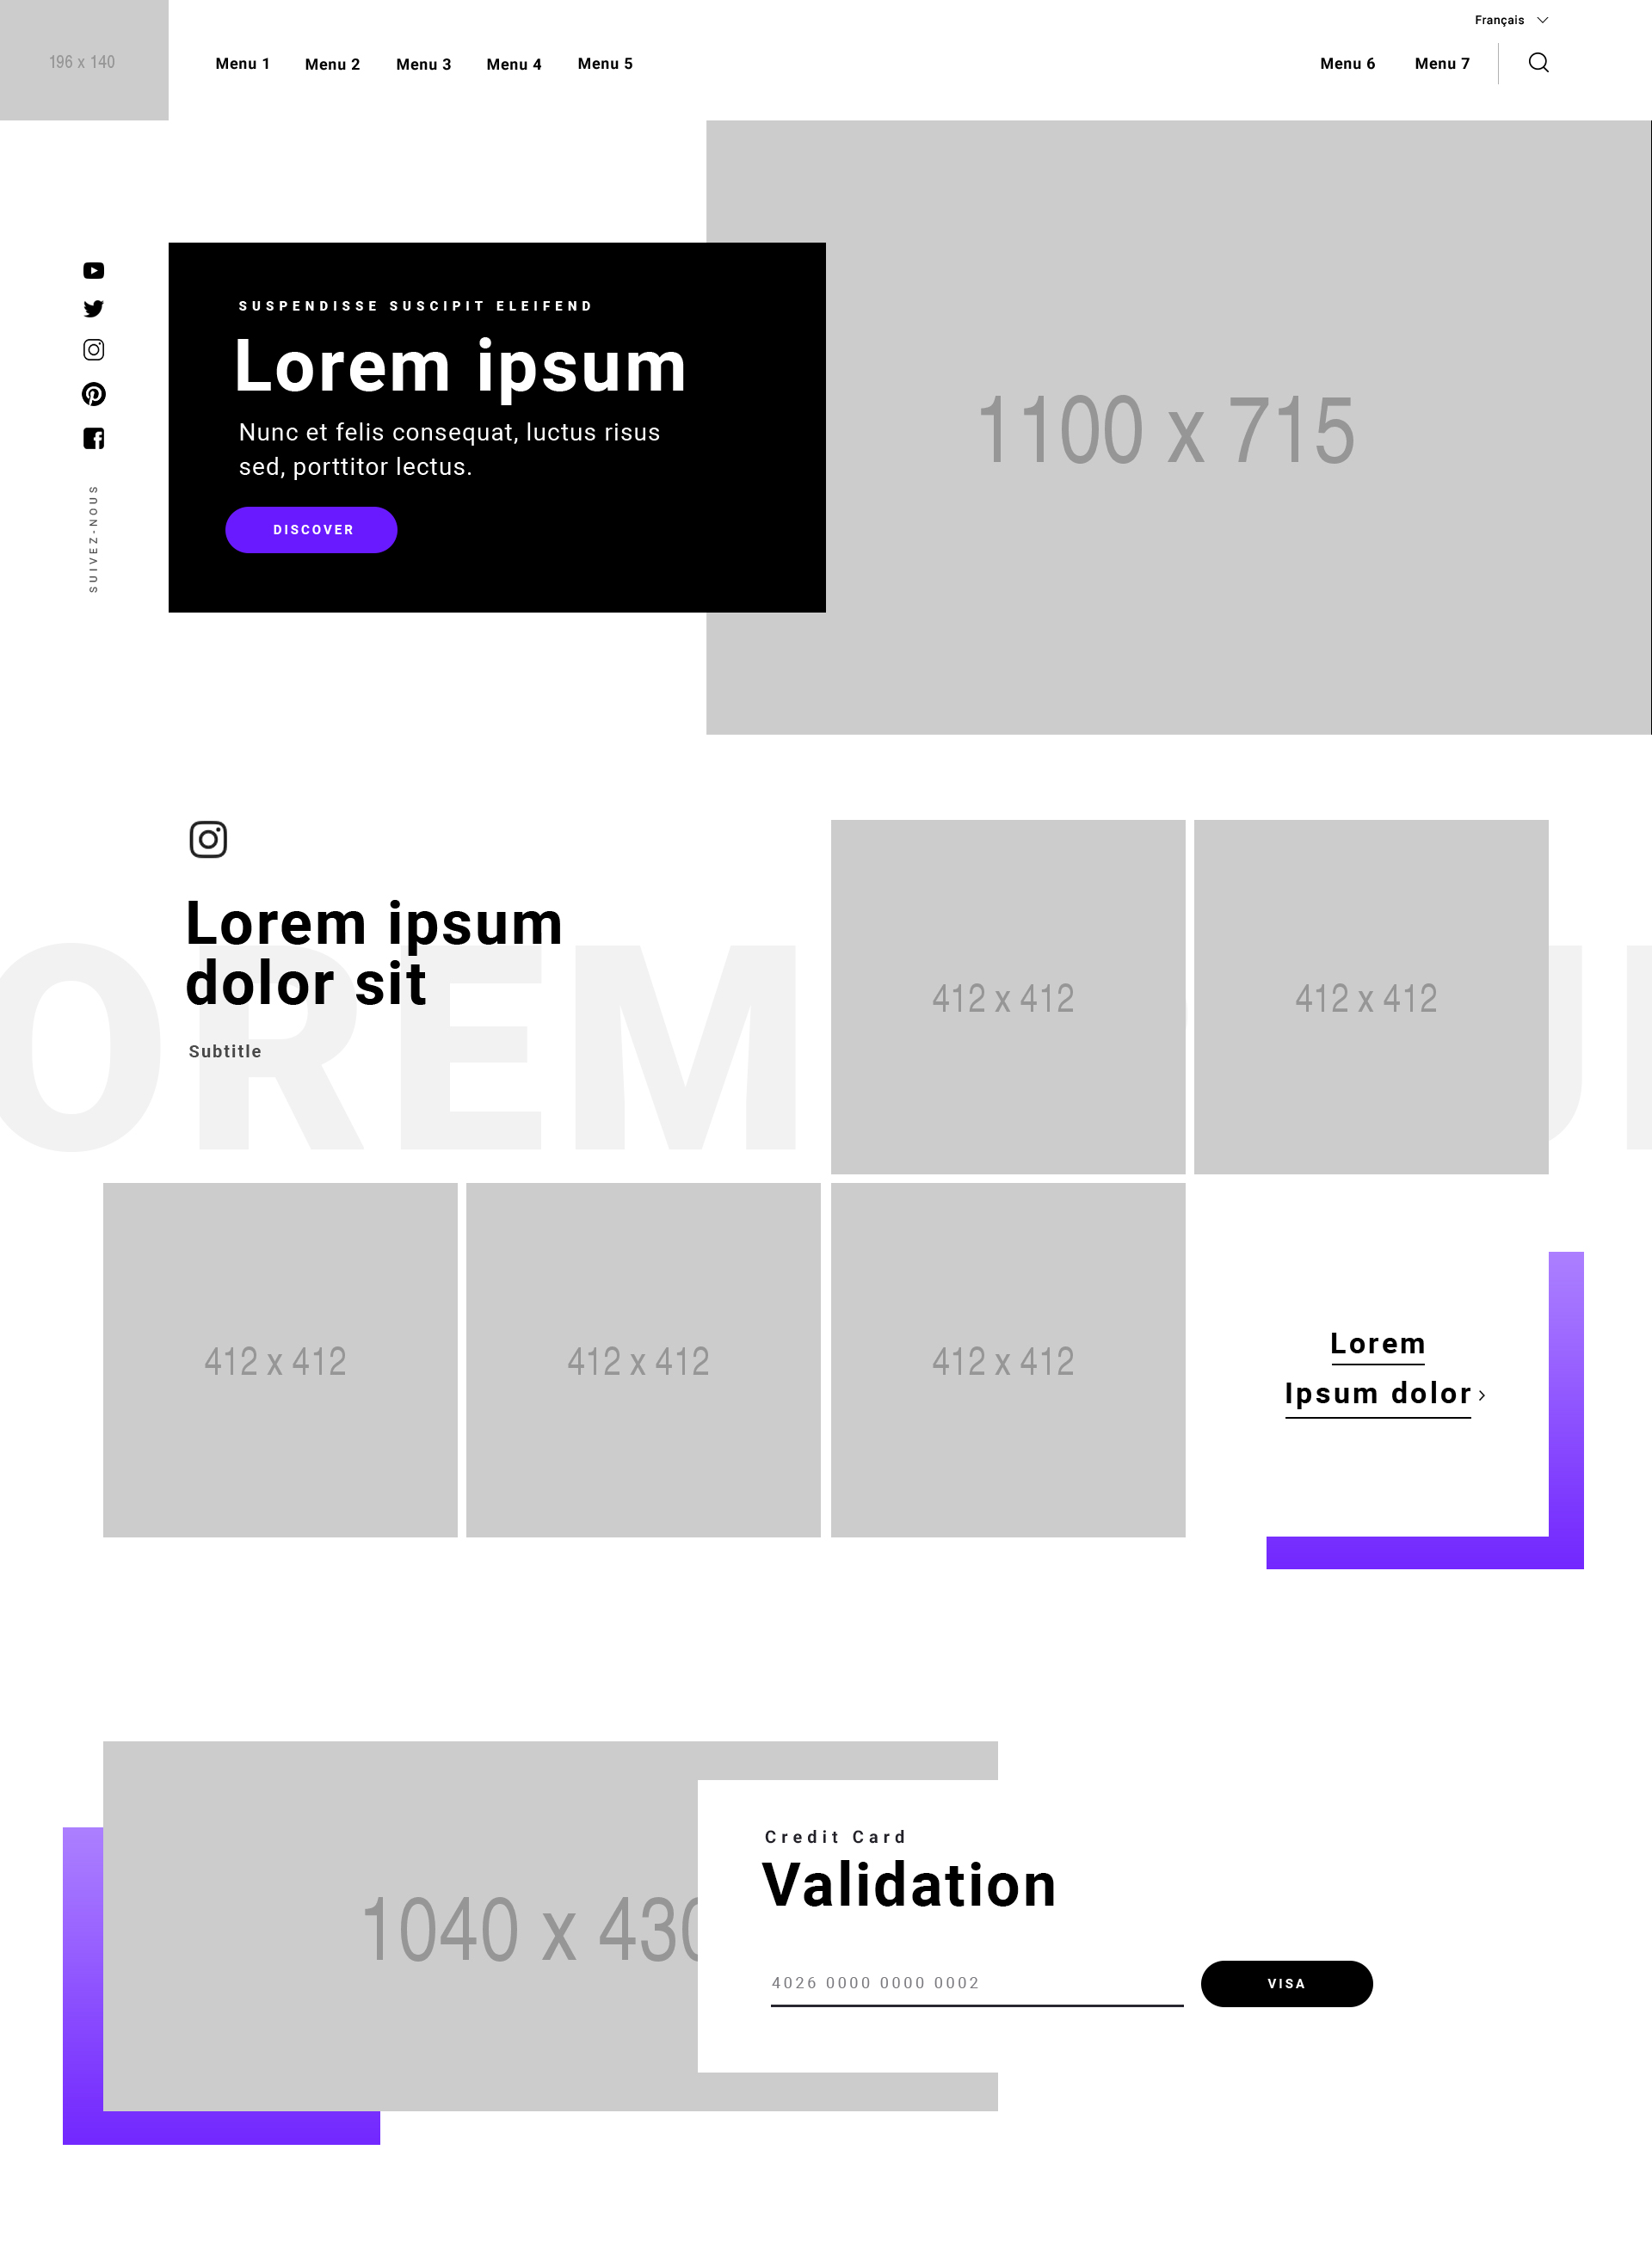 Français
196 x 140
Menu 1 Menu 2 Menu 3 Menu 4 Menu 5 Menu 6 Menu 7
SUSPENDISSE SUSCIPIT ELEIFEND
Lorem ipsum
Nunc et felis consequat, luctus risus
sed, porttitor lectus.
DISCOVER
SUIVEZ-NOUS
1100 x 715
Lorem ipsum
dolor sit
Subtitle
OREM
412 x 412
412 x 412
412 x 412
412 x 412
412 x 412
Lorem
Ipsum dolor
1040 x 430
Credit Card
Validation
4026 0000 0000 0002
VISA